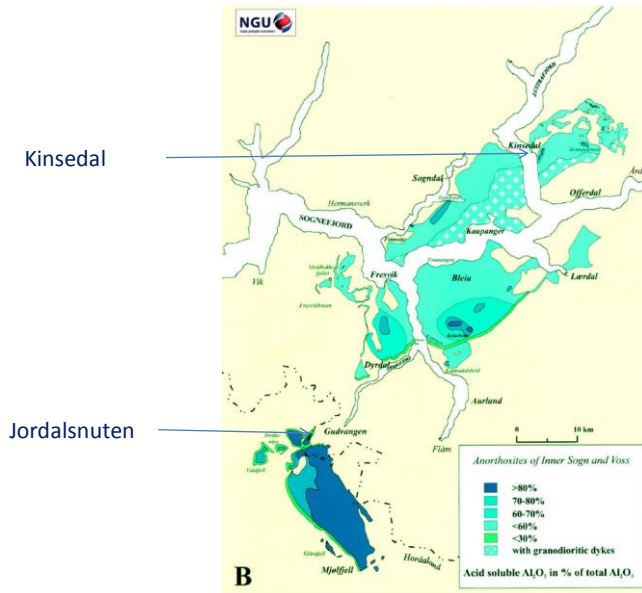 NGU
Kinsedal
Jordalsnuten
LUSTRAFJORD
Kinsedal
Sogndal
Offerdal
Hermansverk
SOGNEFJORD
Kaupanger
Fresvik
Bleia
Lærdal
Vik
Fresvikbreen
Dyrdal
Aurland
Gudvangen
Flåm
0 10 km
Anorthosites of Inner Sogn and Voss
>80%
70-80%
60-70%
<60%
<30%
with granodioritic dykes
Acid soluble Al₂O₃ in % of total Al₂O₃
Hordaland
Mjølfjell
B